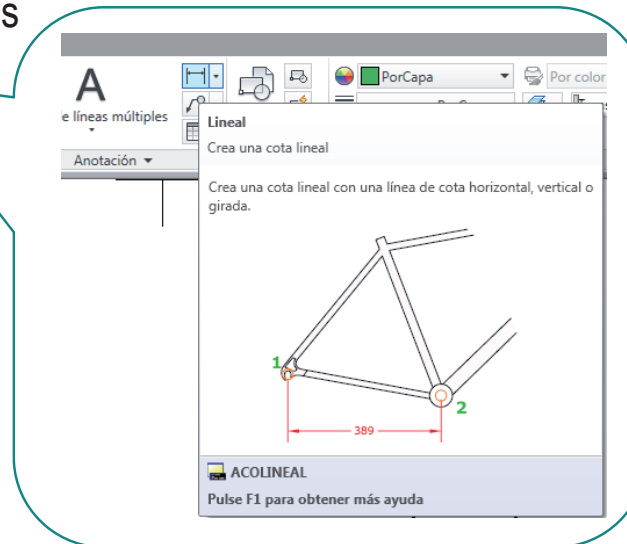 s
A
PorCapa
Por color
e líneas múltiples
Anotación
Lineal
Crea una cota lineal
Crea una cota lineal con una línea de cota horizontal, vertical o
girada.
1
2
389
ACOLINEAL
Pulse F1 para obtener más ayuda